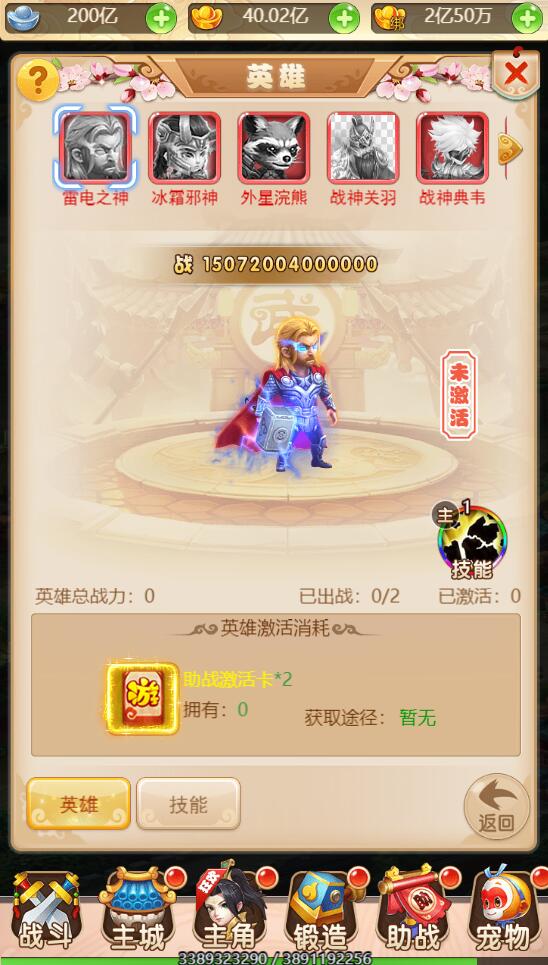 200亿 40.02亿 绑 2亿50万
英雄
雷电之神 冰霜邪神 外星浣熊 战神关羽 战神典韦
战 15072004000000
未激活
主 1
技能
英雄总战力：0 已出战：0/2 已激活：0
英雄激活消耗
游
助战激活卡*2
拥有：0 获取途径：暂无
英雄 技能 返回
狂欢
战斗 主城 主角 锻造 助战 宠物
3389323290 / 3891192256